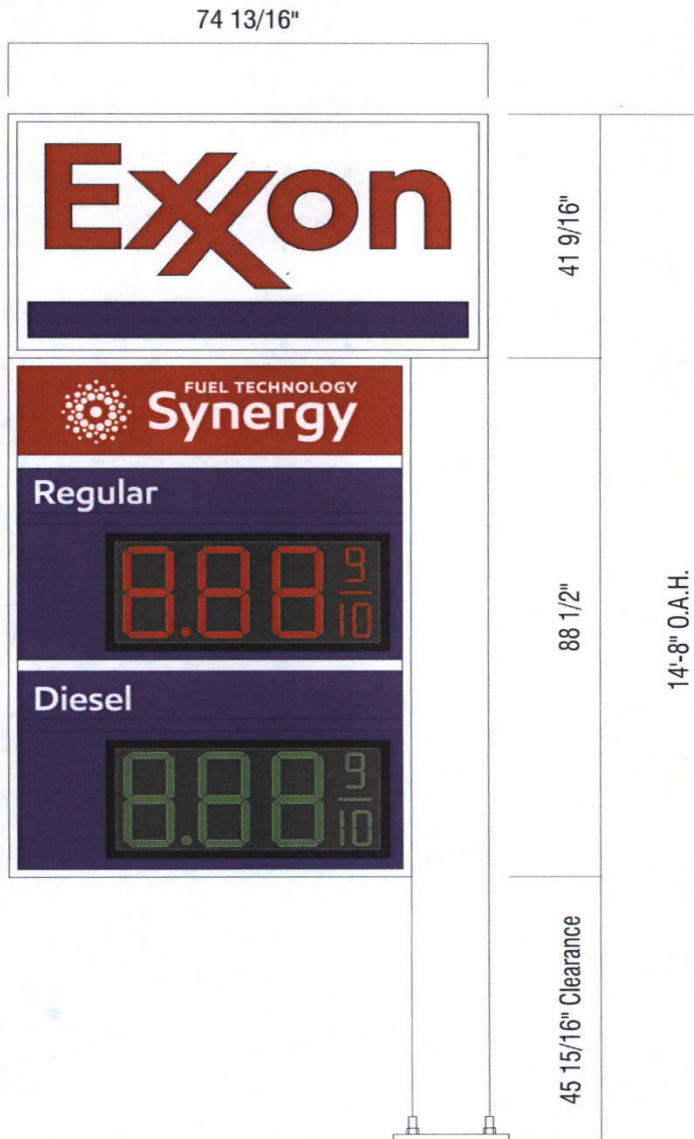 74 13/16"
Exxon
41 9/16"
FUEL TECHNOLOGY
Synergy
Regular
8.88 9/10
88 1/2"
14'-8" O.A.H.
Diesel
8.88 9/10
45 15/16" Clearance